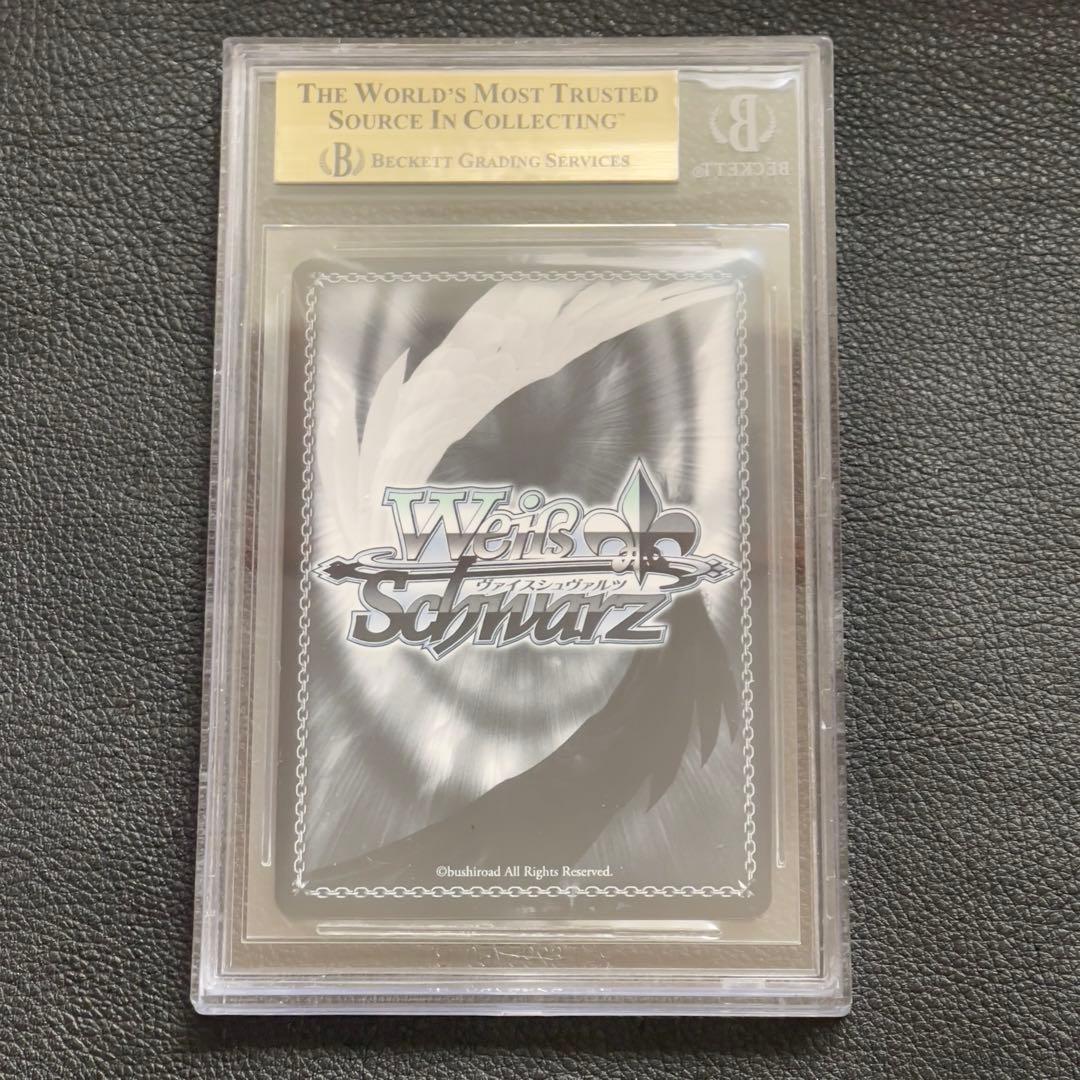 THE WORLD'S MOST TRUSTED
SOURCE IN COLLECTING™
B BECKETT GRADING SERVICES
B
BECKETT®
Weiß
ヴァイスシュヴァルツ
Schwarz
©bushiroad All Rights Reserved.